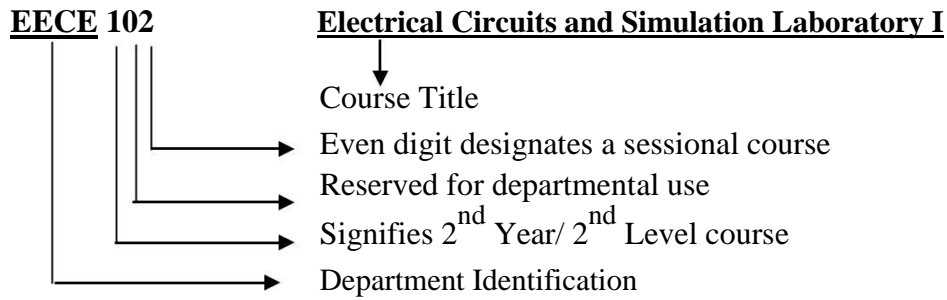 EECE 102 Electrical Circuits and Simulation Laboratory I
Course Title
Even digit designates a sessional course
Reserved for departmental use
Signifies 2nd Year/ 2nd Level course
Department Identification